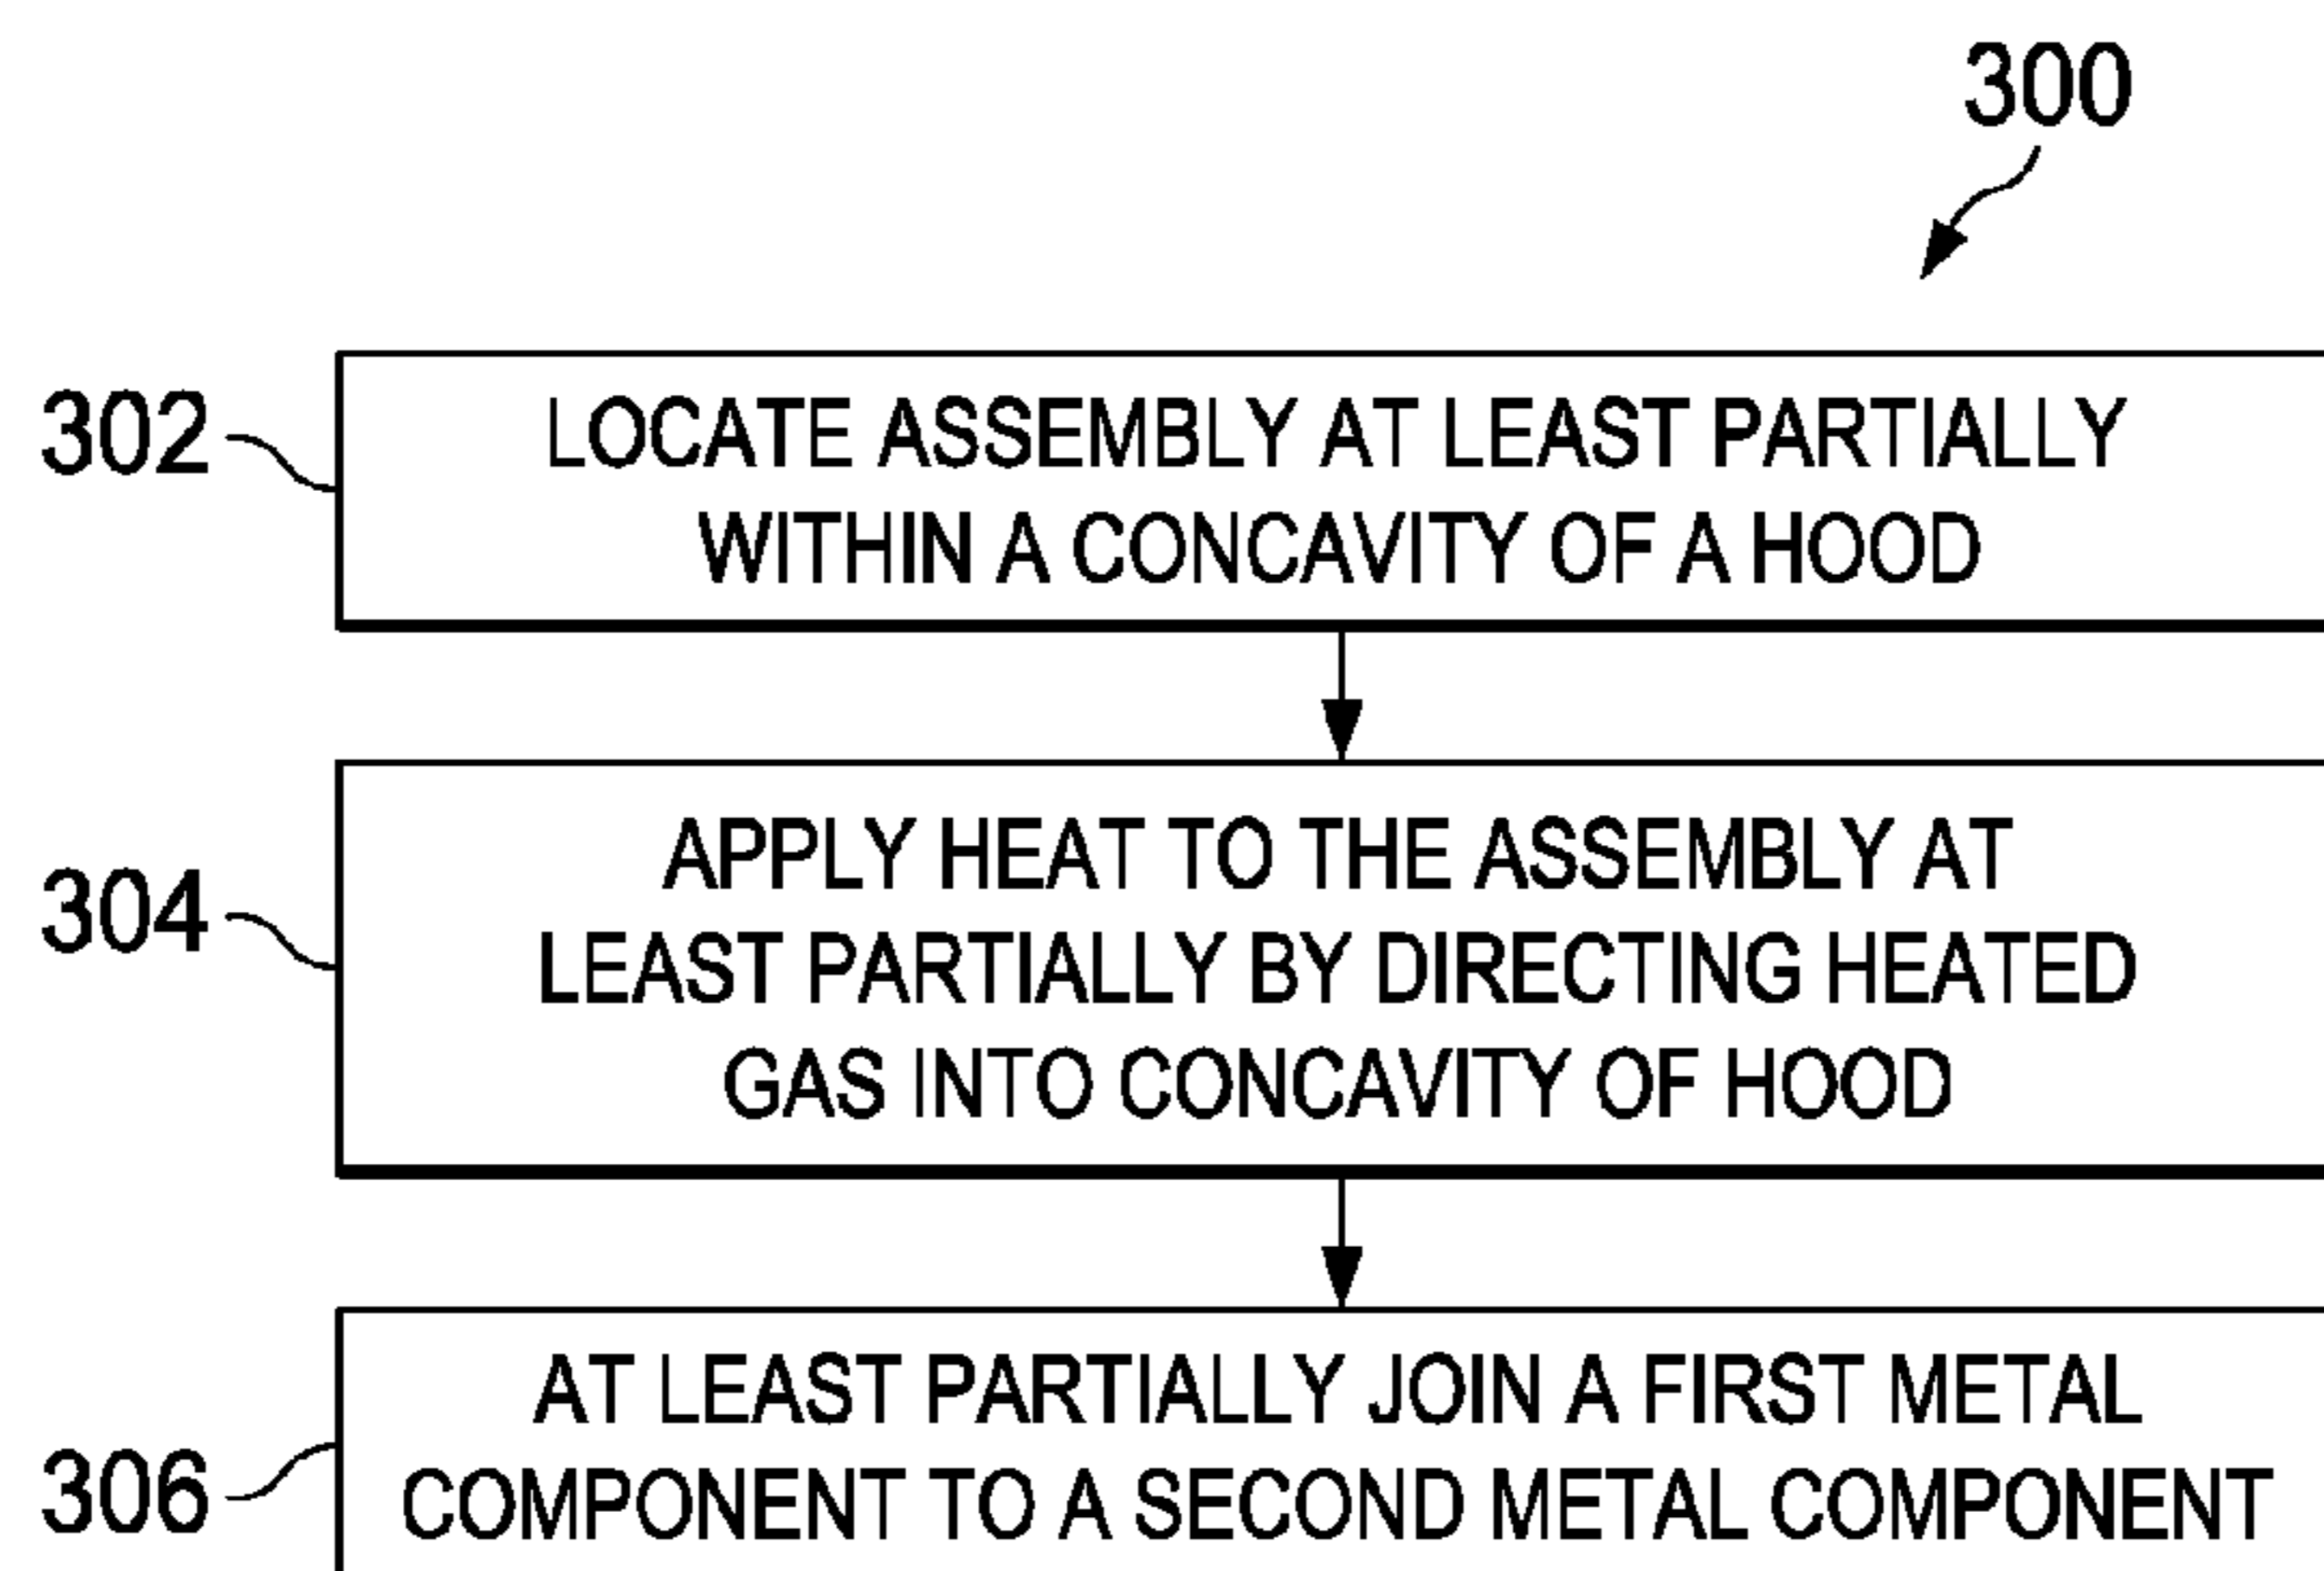 300
302
LOCATE ASSEMBLY AT LEAST PARTIALLY
WITHIN A CONCAVITY OF A HOOD
304
APPLY HEAT TO THE ASSEMBLY AT
LEAST PARTIALLY BY DIRECTING HEATED
GAS INTO CONCAVITY OF HOOD
306
AT LEAST PARTIALLY JOIN A FIRST METAL
COMPONENT TO A SECOND METAL COMPONENT